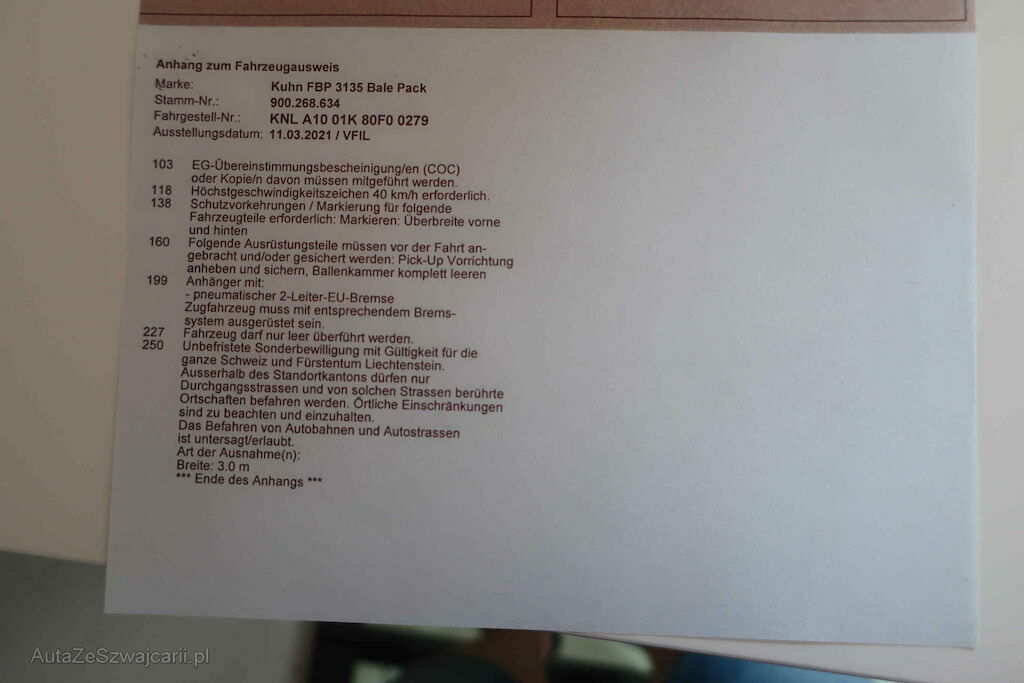 Anhang zum Fahrzeugausweis
Marke: Kuhn FBP 3135 Bale Pack
Stamm-Nr.: 900.268.634
Fahrgestell-Nr.: KNL A10 01K 80F0 0279
Ausstellungsdatum: 11.03.2021 / VFIL
103 EG-Übereinstimmungsbescheinigung/en (COC)
oder Kopie/n davon müssen mitgeführt werden.
118 Höchstgeschwindigkeitszeichen 40 km/h erforderlich.
138 Schutzvorkehrungen / Markierung für folgende
Fahrzeugteile erforderlich: Markieren: Überbreite vorne
und hinten
160 Folgende Ausrüstungsteile müssen vor der Fahrt an-
gebracht und/oder gesichert werden: Pick-Up Vorrichtung
anheben und sichern, Ballenkammer komplett leeren
199 Anhänger mit:
- pneumatischer 2-Leiter-EU-Bremse
Zugfahrzeug muss mit entsprechendem Brems-
system ausgerüstet sein.
227 Fahrzeug darf nur leer überführt werden.
250 Unbefristete Sonderbewilligung mit Gültigkeit für die
ganze Schweiz und Fürstentum Liechtenstein.
Ausserhalb des Standortkantons dürfen nur
Durchgangsstrassen und von solchen Strassen berührte
Ortschaften befahren werden. Örtliche Einschränkungen
sind zu beachten und einzuhalten.
Das Befahren von Autobahnen und Autostrassen
ist untersagt/erlaubt.
Art der Ausnahme(n):
Breite: 3.0 m
*** Ende des Anhangs ***
AutaZeSzwajcarii.pl